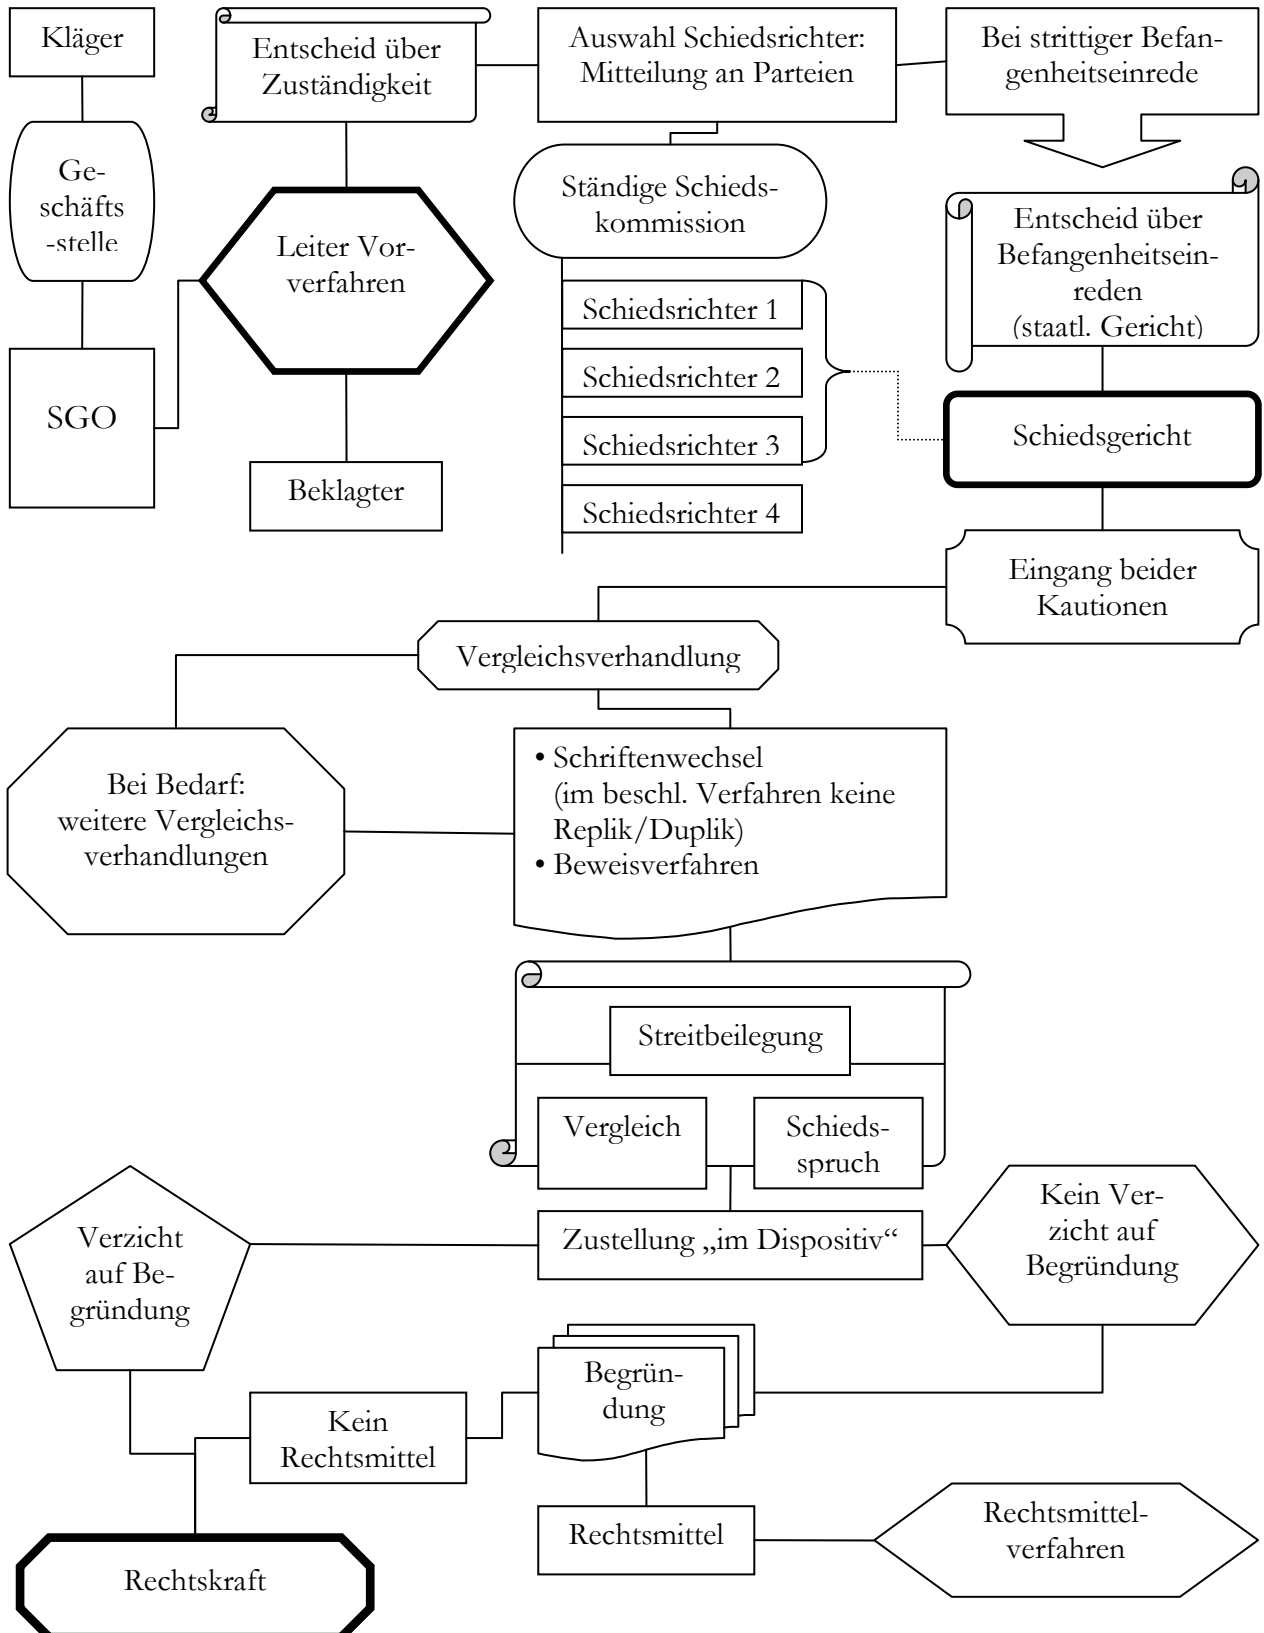 Kläger
Ge-
schäfts
-stelle
SGO
Entscheid über
Zuständigkeit
Leiter Vor-
verfahren
Beklagter
Auswahl Schiedsrichter:
Mitteilung an Parteien
Ständige Schieds-
kommission
Schiedsrichter 1
Schiedsrichter 2
Schiedsrichter 3
Schiedsrichter 4
Bei strittiger Befan-
genheitseinrede
Entscheid über
Befangenheitsein-
reden
(staatl. Gericht)
Schiedsgericht
Eingang beider
Kautionen
Vergleichsverhandlung
Bei Bedarf:
weitere Vergleichs-
verhandlungen
• Schriftenwechsel
(im beschl. Verfahren keine
Replik/Duplik)
• Beweisverfahren
Streitbeilegung
Vergleich
Schieds-
spruch
Zustellung „im Dispositiv“
Verzicht
auf Be-
gründung
Kein Ver-
zicht auf
Begründung
Begrün-
dung
Kein
Rechtsmittel
Rechtsmittel
Rechtsmittel-
verfahren
Rechtskraft